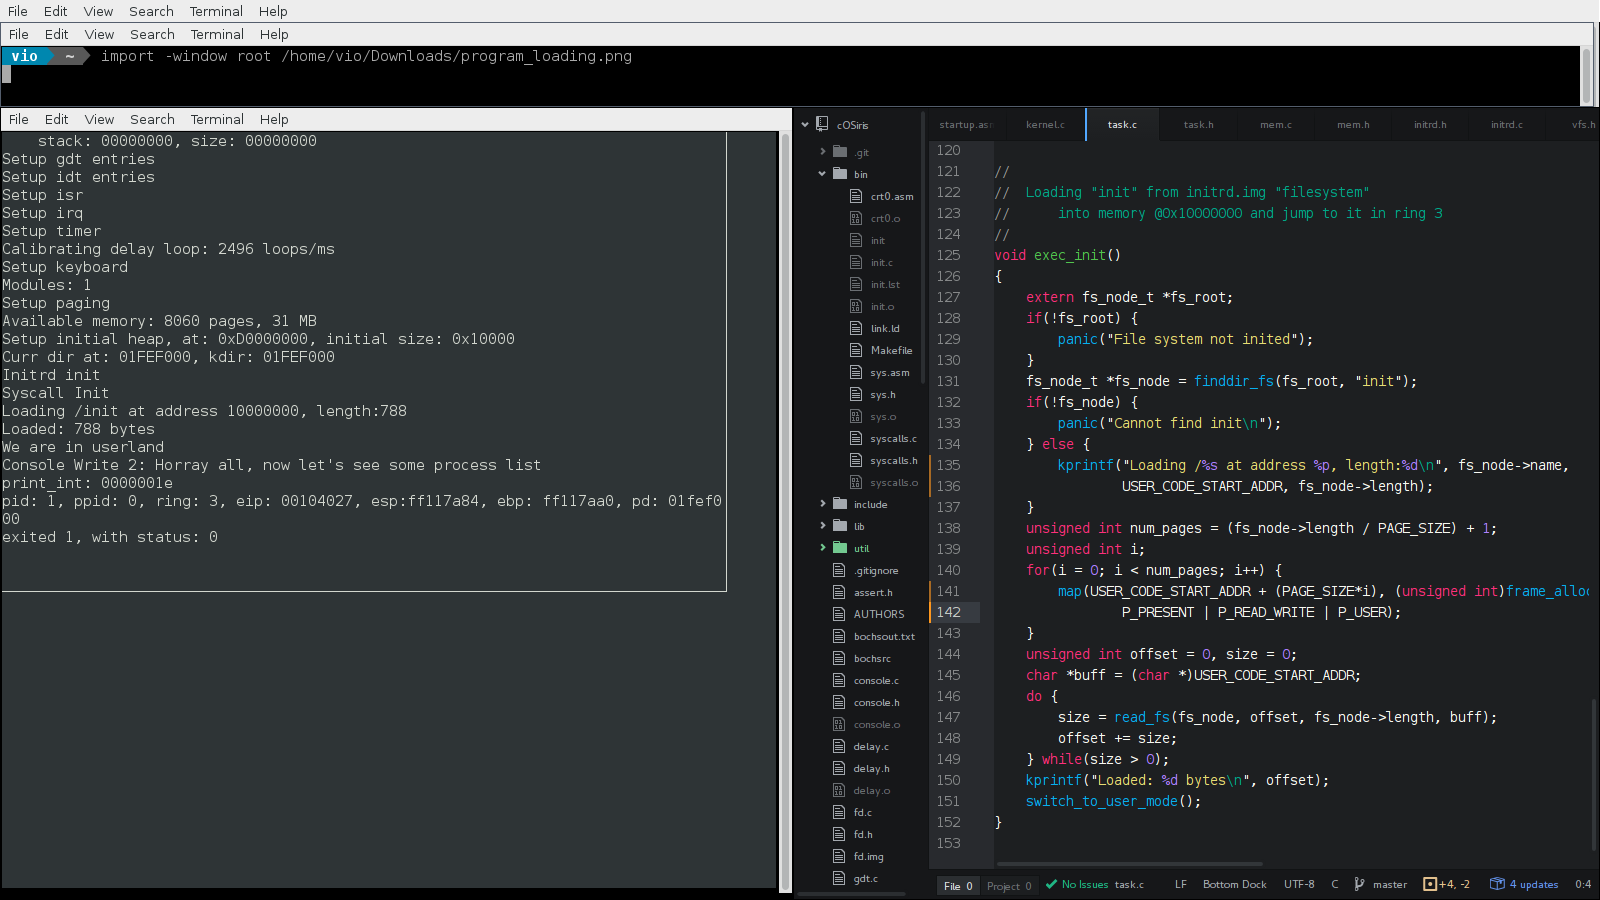 File Edit View Search Terminal Help
File Edit View Search Terminal Help
vio ~ import -window root /home/vio/Downloads/program_loading.png
File Edit View Search Terminal Help
    stack: 00000000, size: 00000000
Setup gdt entries
Setup idt entries
Setup isr
Setup irq
Setup timer
Calibrating delay loop: 2496 loops/ms
Setup keyboard
Modules: 1
Setup paging
Available memory: 8060 pages, 31 MB
Setup initial heap, at: 0xD0000000, initial size: 0x10000
Curr dir at: 01FEF000, kdir: 01FEF000
Initrd init
Syscall Init
Loading /init at address 10000000, length:788
Loaded: 788 bytes
We are in userland
Console Write 2: Horray all, now let's see some process list
print_int: 0000001e
pid: 1, ppid: 0, ring: 3, eip: 00104027, esp:ff117a84, ebp: ff117aa0, pd: 01fef0
00
exited 1, with status: 0
cOSiris
.git
bin
crt0.asm
crt0.o
init
init.c
init.lst
init.o
link.ld
Makefile
sys.asm
sys.h
sys.o
syscalls.c
syscalls.h
syscalls.o
include
lib
util
.gitignore
assert.h
AUTHORS
bochsout.txt
bochsrc
console.c
console.h
console.o
delay.c
delay.h
delay.o
fd.c
fd.h
fd.img
gdt.c
startup.asm kernel.c task.c task.h mem.c mem.h initrd.h initrd.c vfs.h
120
121 //
122 //  Loading "init" from initrd.img "filesystem"
123 //      into memory @0x10000000 and jump to it in ring 3
124 //
125 void exec_init()
126 {
127     extern fs_node_t *fs_root;
128     if(!fs_root) {
129         panic("File system not inited");
130     }
131     fs_node_t *fs_node = finddir_fs(fs_root, "init");
132     if(!fs_node) {
133         panic("Cannot find init\n");
134     } else {
135         kprintf("Loading /%s at address %p, length:%d\n", fs_node->name,
136                 USER_CODE_START_ADDR, fs_node->length);
137     }
138     unsigned int num_pages = (fs_node->length / PAGE_SIZE) + 1;
139     unsigned int i;
140     for(i = 0; i < num_pages; i++) {
141         map(USER_CODE_START_ADDR + (PAGE_SIZE*i), (unsigned int)frame_alloc
142                 P_PRESENT | P_READ_WRITE | P_USER);
143     }
144     unsigned int offset = 0, size = 0;
145     char *buff = (char *)USER_CODE_START_ADDR;
146     do {
147         size = read_fs(fs_node, offset, fs_node->length, buff);
148         offset += size;
149     } while(size > 0);
150     kprintf("Loaded: %d bytes\n", offset);
151     switch_to_user_mode();
152 }
153
File 0 Project 0 No Issues task.c LF Bottom Dock UTF-8 C master +4, -2 4 updates 0:4